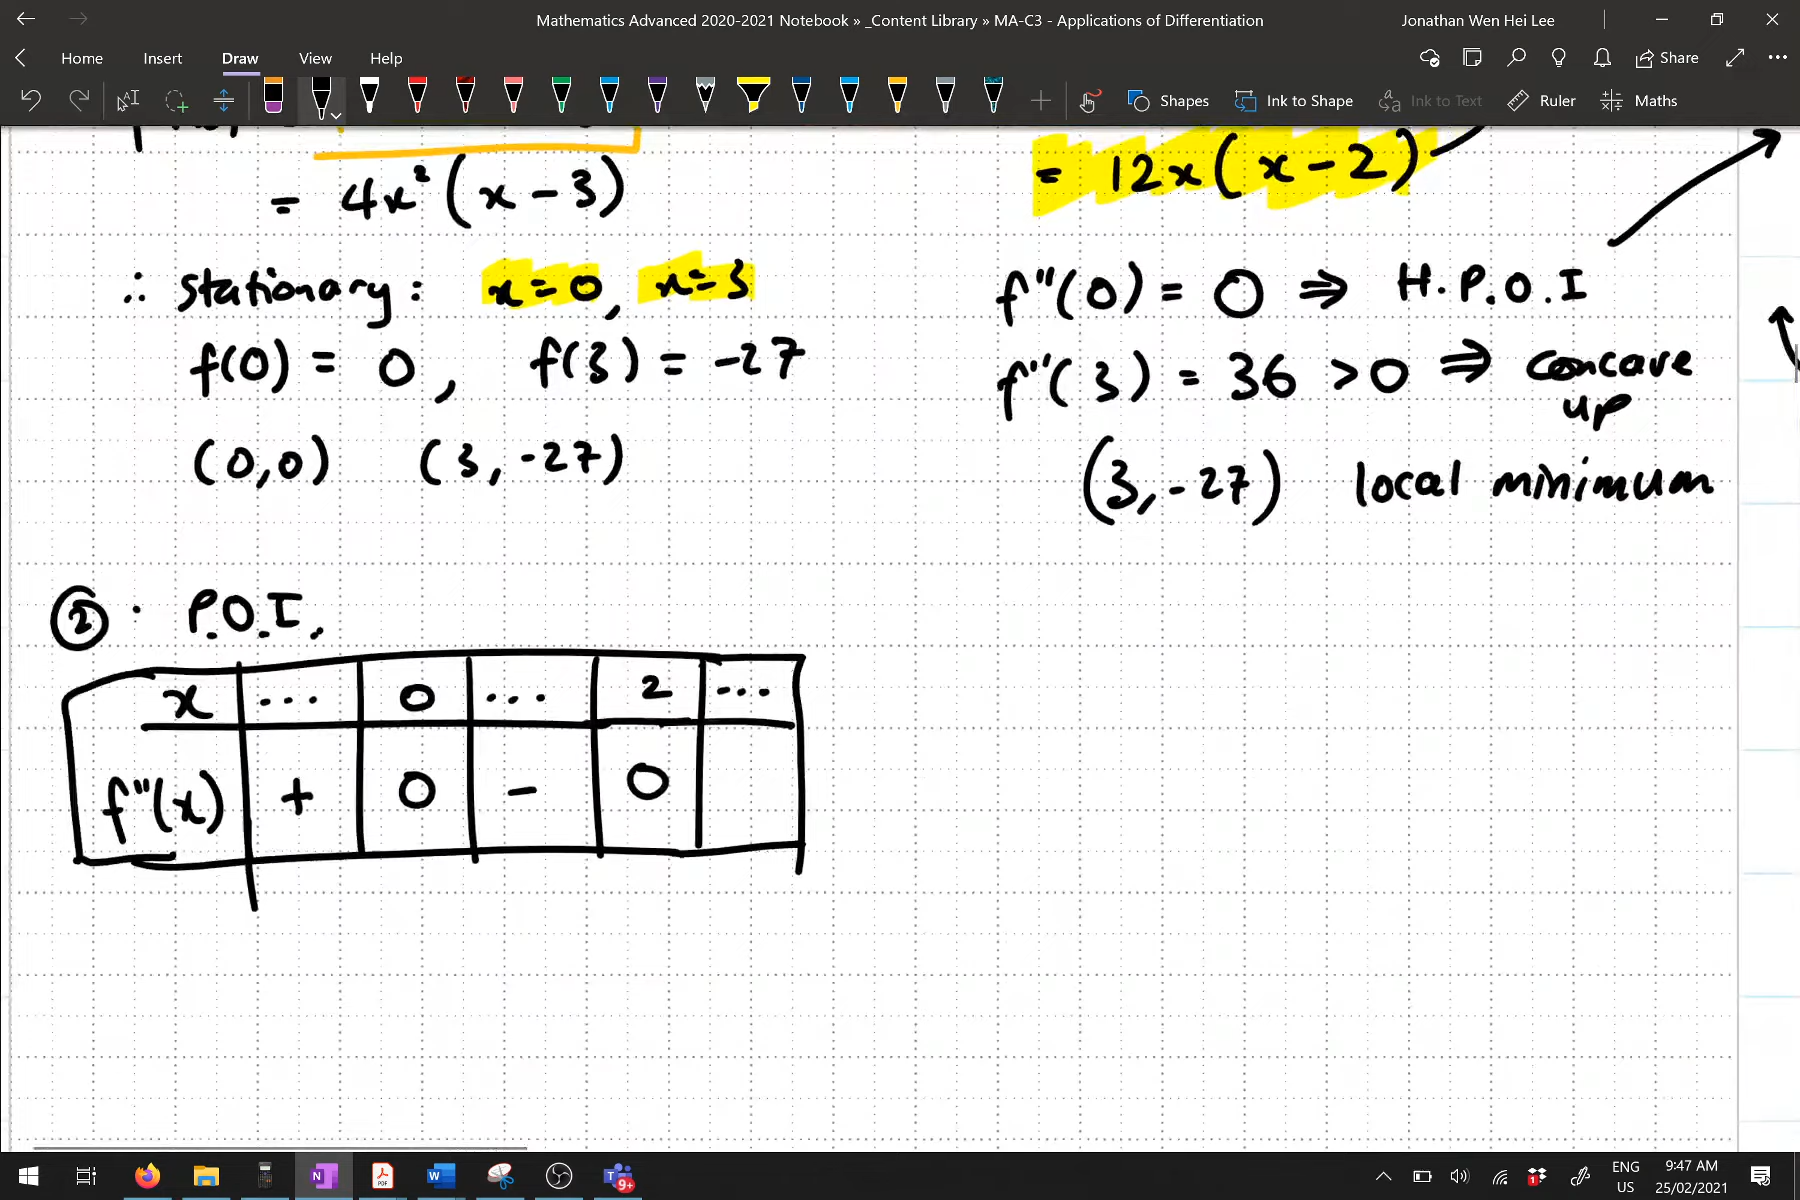 Mathematics Advanced 2020-2021 Notebook » _Content Library » MA-C3 - Applications of Differentiation
Jonathan Wen Hei Lee
Home Insert Draw View Help
Share
Shapes Ink to Shape Ink to Text Ruler Maths
= 4x²(x-3)
= 12x(x-2)
∴ stationary: x=0, x=3
f(0) = 0, f(3) = -27
(0,0) (3,-27)
f''(0) = 0 ⇒ H.P.O.I
f''(3) = 36 >0 ⇒ concave
up
(3,-27) local minimum
② . P.O.I.
x ... 0 ... 2 ...
f''(x) + 0 - 0
ENG
US
9:47 AM
25/02/2021